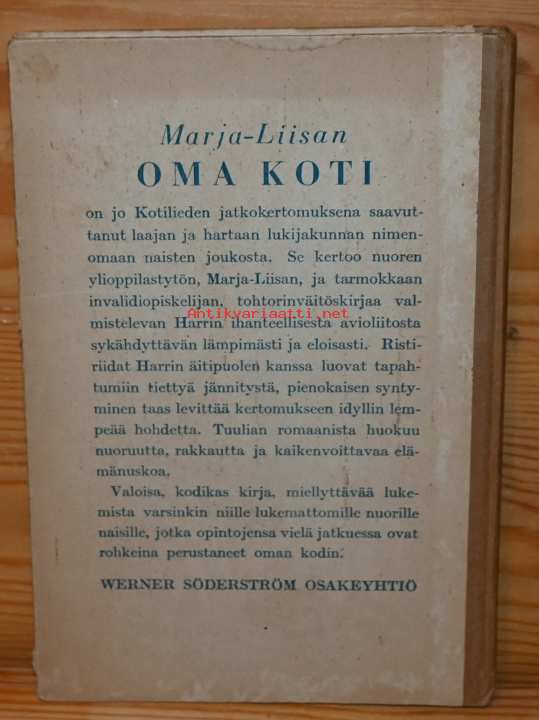 Marja-Liisan
OMA KOTI
on jo Kotilieden jatkokertomuksena saavut-
tanut laajan ja hartaan lukijakunnan nimen-
omaan naisten joukosta. Se kertoo nuoren
ylioppilastytön, Marja-Liisan, ja tarmokkaan
invalidiopiskelijan, tohtorinväitöskirjaa val-
Antikvariaatti.net
mistelevan Harrin ihanteellisesta avioliitosta
sykähdyttävän lämpimästi ja eloisasti. Risti-
riidat Harrin äitipuolen kanssa luovat tapah-
tumiin tiettyä jännitystä, pienokaisen synty-
minen taas levittää kertomukseen idyllin lem-
peää hohdetta. Tuulian romaanista huokuu
nuoruutta, rakkautta ja kaikenvoittavaa elä-
mänuskoa.
Valoisa, kodikas kirja, miellyttävää luke-
mista varsinkin niille lukemattomille nuorille
naisille, jotka opintojensa vielä jatkuessa ovat
rohkeina perustaneet oman kodin.
WERNER SÖDERSTRÖM OSAKEYHTIÖ